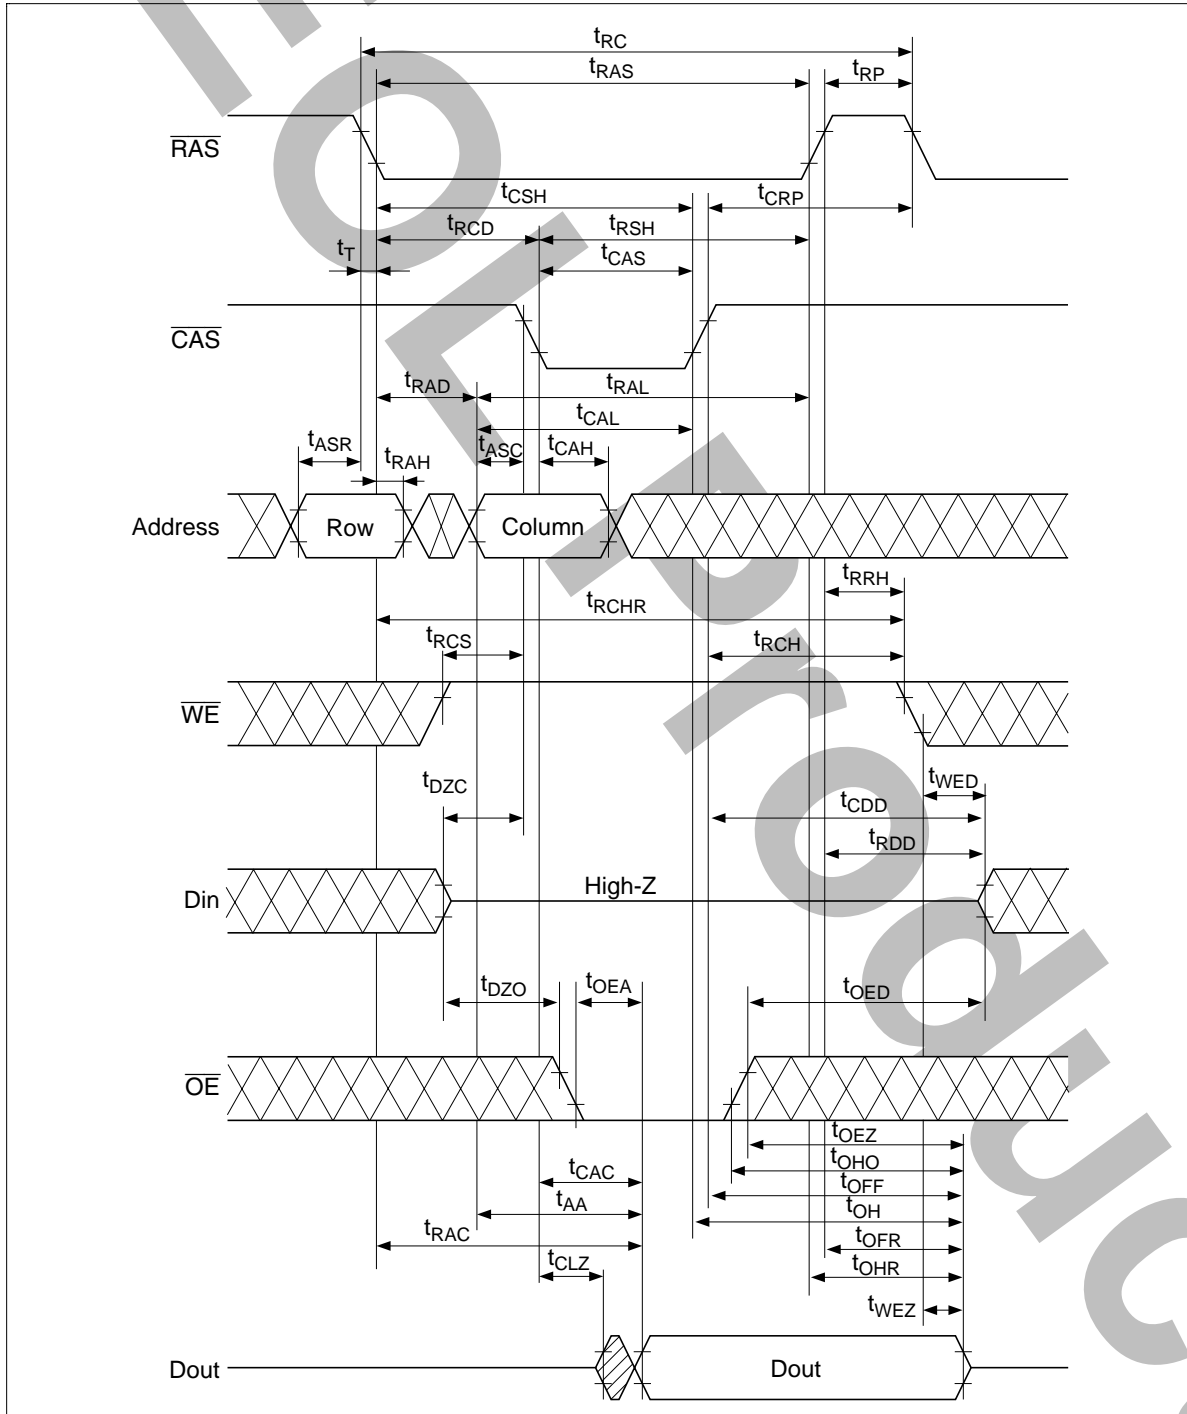 tRC
tRAS
tRP
RAS
tCSH
tCRP
tRCD
tRSH
tT
tCAS
CAS
tRAD
tRAL
tCAL
tASR
tASC
tCAH
tRAH
Address
Row
Column
tRRH
tRCHR
tRCS
tRCH
WE
tDZC
tWED
tCDD
tRDD
Din
High-Z
tDZO
tOEA
tOED
OE
tOEZ
tOHO
tCAC
tOFF
tAA
tOH
tRAC
tOFR
tCLZ
tOHR
tWEZ
Dout
Dout
EOL Product